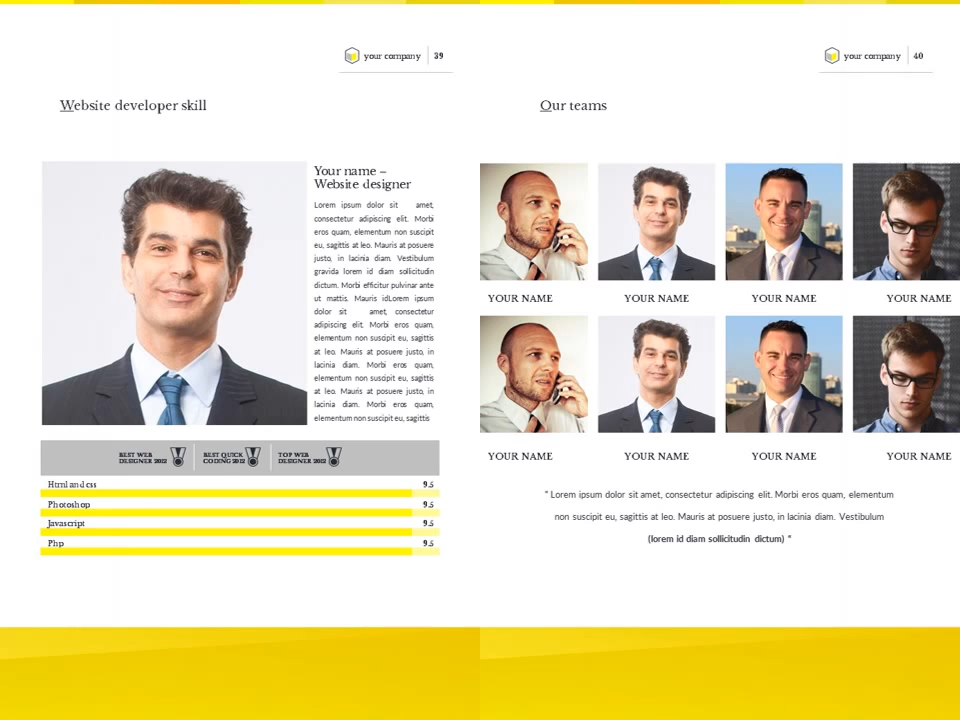 your company 39
Website developer skill
Your name –
Website designer
Lorem ipsum dolor sit amet,
consectetur adipiscing elit. Morbi
eros quam, elementum non suscipit
eu, sagittis at leo. Mauris at posuere
justo, in lacinia diam. Vestibulum
gravida lorem id diam sollicitudin
dictum. Morbi efficitur pulvinar ante
ut mattis. Mauris idLorem ipsum
dolor sit amet, consectetur
adipiscing elit. Morbi eros quam,
elementum non suscipit eu, sagittis
at leo. Mauris at posuere justo, in
lacinia diam. Morbi eros quam,
elementum non suscipit eu, sagittis
at leo. Mauris at posuere justo, in
lacinia diam. Morbi eros quam,
elementum non suscipit eu, sagittis
BEST WEB
DESIGNER 2012
BEST QUICK
CODING 2012
TOP WEB
DESIGNER 2012
Html and css 9.5
Photoshop 9.5
Javascript 9.5
Php 9.5
your company 40
Our teams
YOUR NAME YOUR NAME YOUR NAME YOUR NAME
YOUR NAME YOUR NAME YOUR NAME YOUR NAME
" Lorem ipsum dolor sit amet, consectetur adipiscing elit. Morbi eros quam, elementum
non suscipit eu, sagittis at leo. Mauris at posuere justo, in lacinia diam. Vestibulum
(lorem id diam sollicitudin dictum) "